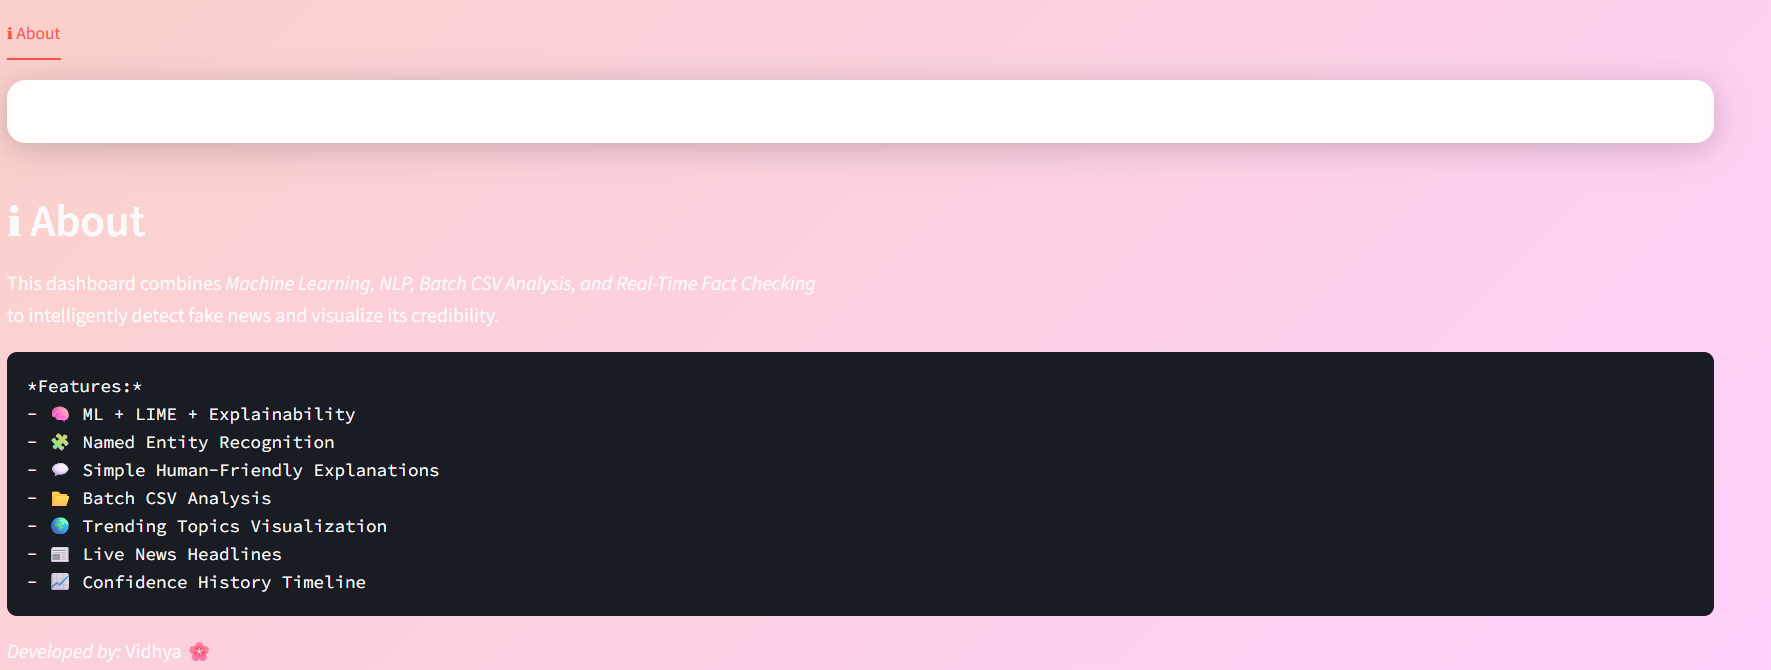 ℹ About
ℹ About
This dashboard combines Machine Learning, NLP, Batch CSV Analysis, and Real-Time Fact Checking
to intelligently detect fake news and visualize its credibility.
*Features:*
- 🧠 ML + LIME + Explainability
- 🧩 Named Entity Recognition
- 💬 Simple Human-Friendly Explanations
- 📂 Batch CSV Analysis
- 🌍 Trending Topics Visualization
- 📰 Live News Headlines
- 📈 Confidence History Timeline
Developed by: Vidhya 🌸